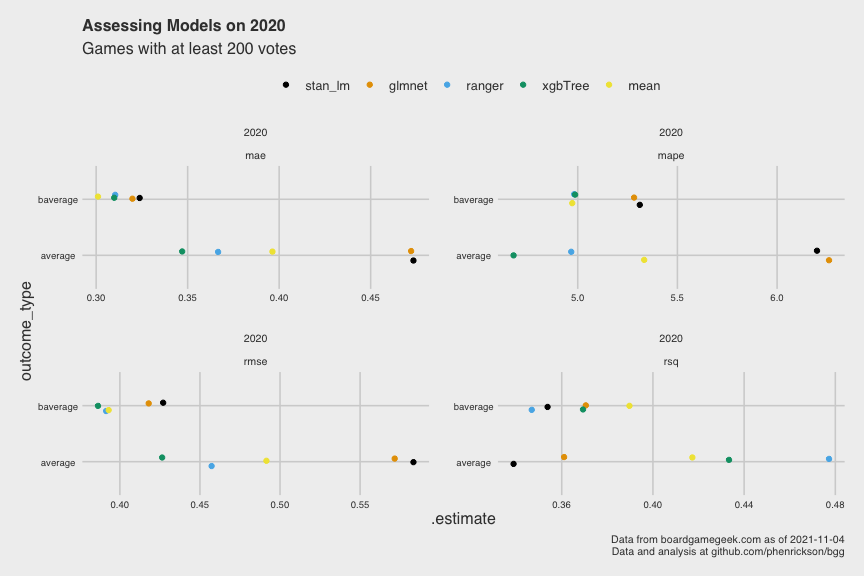 Assessing Models on 2020
Games with at least 200 votes
stan_lm glmnet ranger xgbTree mean
2020 2020
mae mape
baverage baverage
average average
0.30 0.35 0.40 0.45 5.0 5.5 6.0
outcome_type
2020 2020
rmse rsq
baverage baverage
average average
0.40 0.45 0.50 0.55 0.36 0.40 0.44 0.48
.estimate
Data from boardgamegeek.com as of 2021-11-04
Data and analysis at github.com/phenrickson/bgg